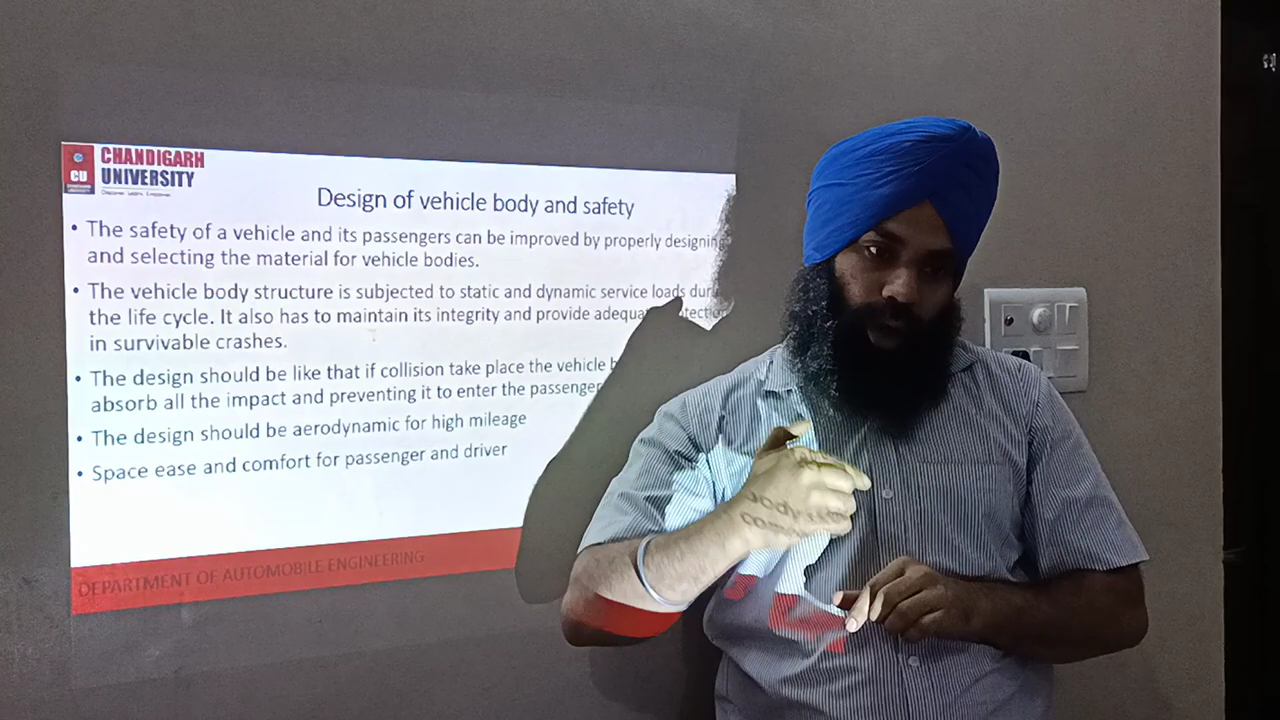 CHANDIGARH
UNIVERSITY
CU
Discover. Learn. Empower.
Design of vehicle body and safety
• The safety of a vehicle and its passengers can be improved by properly designing
and selecting the material for vehicle bodies.
• The vehicle body structure is subjected to static and dynamic service loads
the life cycle. It also has to maintain its integrity and provide
in survivable crashes.
• The design should be like that if collision take place the vehicle
absorb all the impact and preventing it to enter the passenger
• The design should be aerodynamic for high mileage
• Space ease and comfort for passenger and driver
DEPARTMENT OF AUTOMOBILE ENGINEERING
body